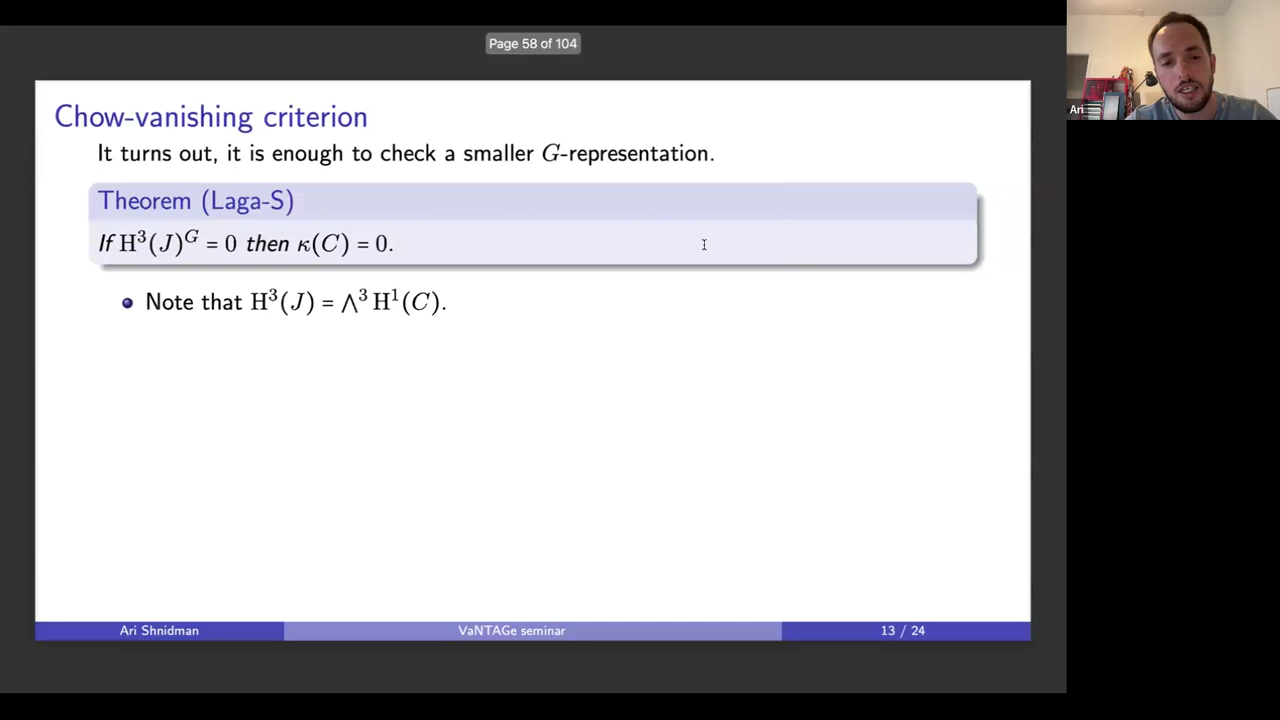 Page 58 of 104
Ari
Chow-vanishing criterion
It turns out, it is enough to check a smaller G-representation.
Theorem (Laga-S)
If H³(J)ᴳ = 0 then κ(C) = 0.
Note that H³(J) = ⋀³ H¹(C).
Ari Shnidman
VaNTAGe seminar
13 / 24